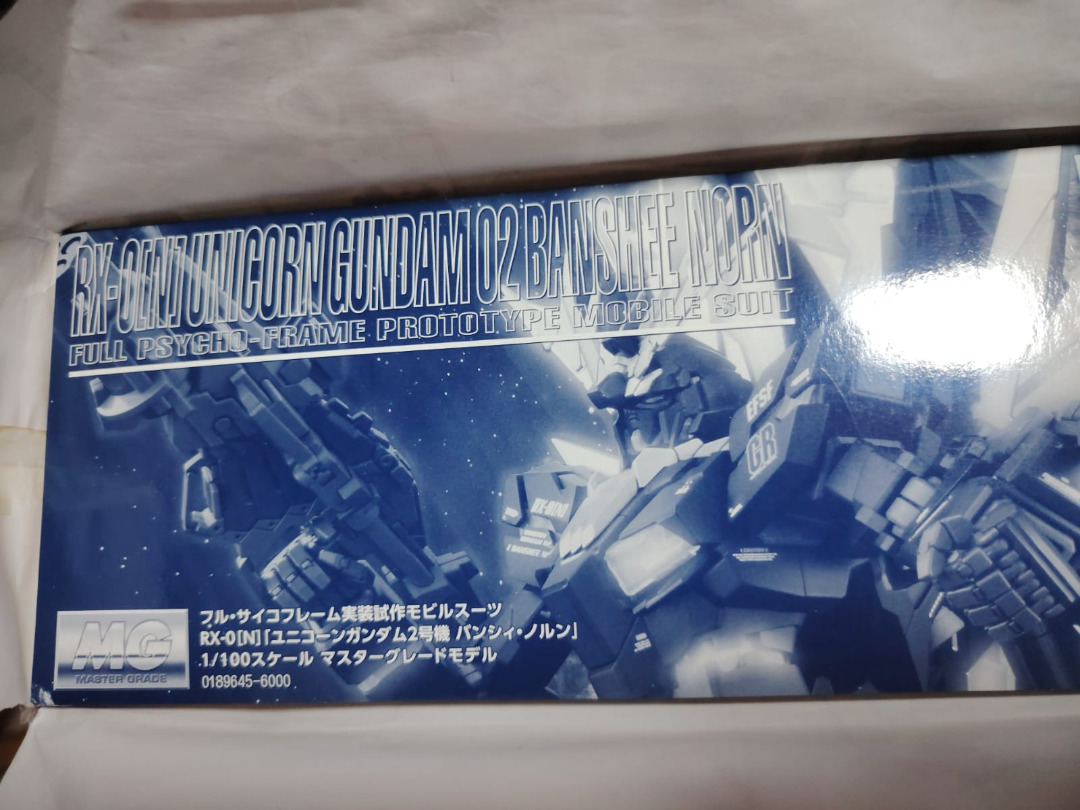 RX-0[N] UNICORN GUNDAM 02 BANSHEE NORN
FULL PSYCHO-FRAME PROTOTYPE MOBILE SUIT
EFSF
GR
RX-0[N]
MG
MASTER GRADE
フル・サイコフレーム実装試作モビルスーツ
RX-0[N]「ユニコーンガンダム2号機 バンシィ・ノルン」
1/100スケール マスターグレードモデル
0189645-6000